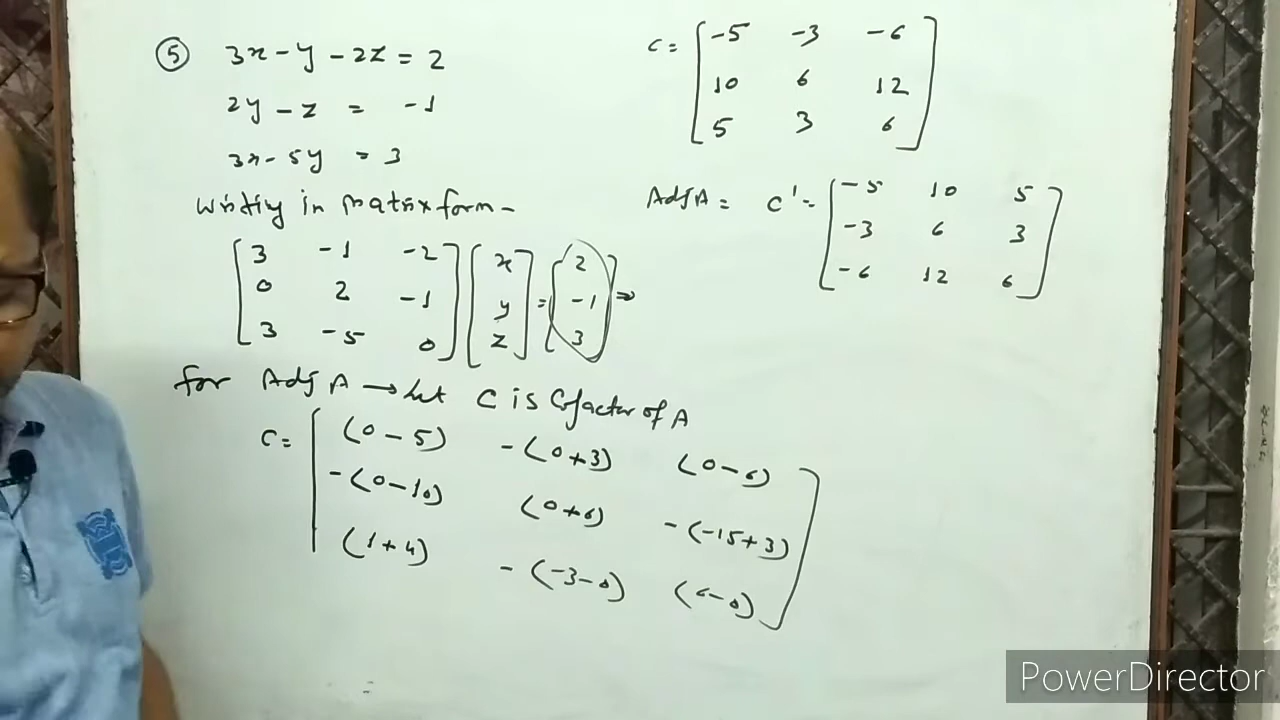 ⑤ 3x - y - 2z = 2
2y - z = -1
3x - 5y = 3
Writing in matrix form -
[3 -1 -2] [x] = [2] ⇒
[0 2 -1] [y] [-1]
[3 -5 0] [z] [3]
For Adj A → Let C is Cofactor of A
C = [(0 - 5) -(0 + 3) (0 - 6)]
[-(0 - 10) (0 + 6) -(-15 + 3)]
[(1 + 4) -(-3 - 0) (6 - 0)]
C = [-5 -3 -6]
[10 6 12]
[5 3 6]
Adj A = C' = [-5 10 5]
[-3 6 3]
[-6 12 6]
PowerDirector